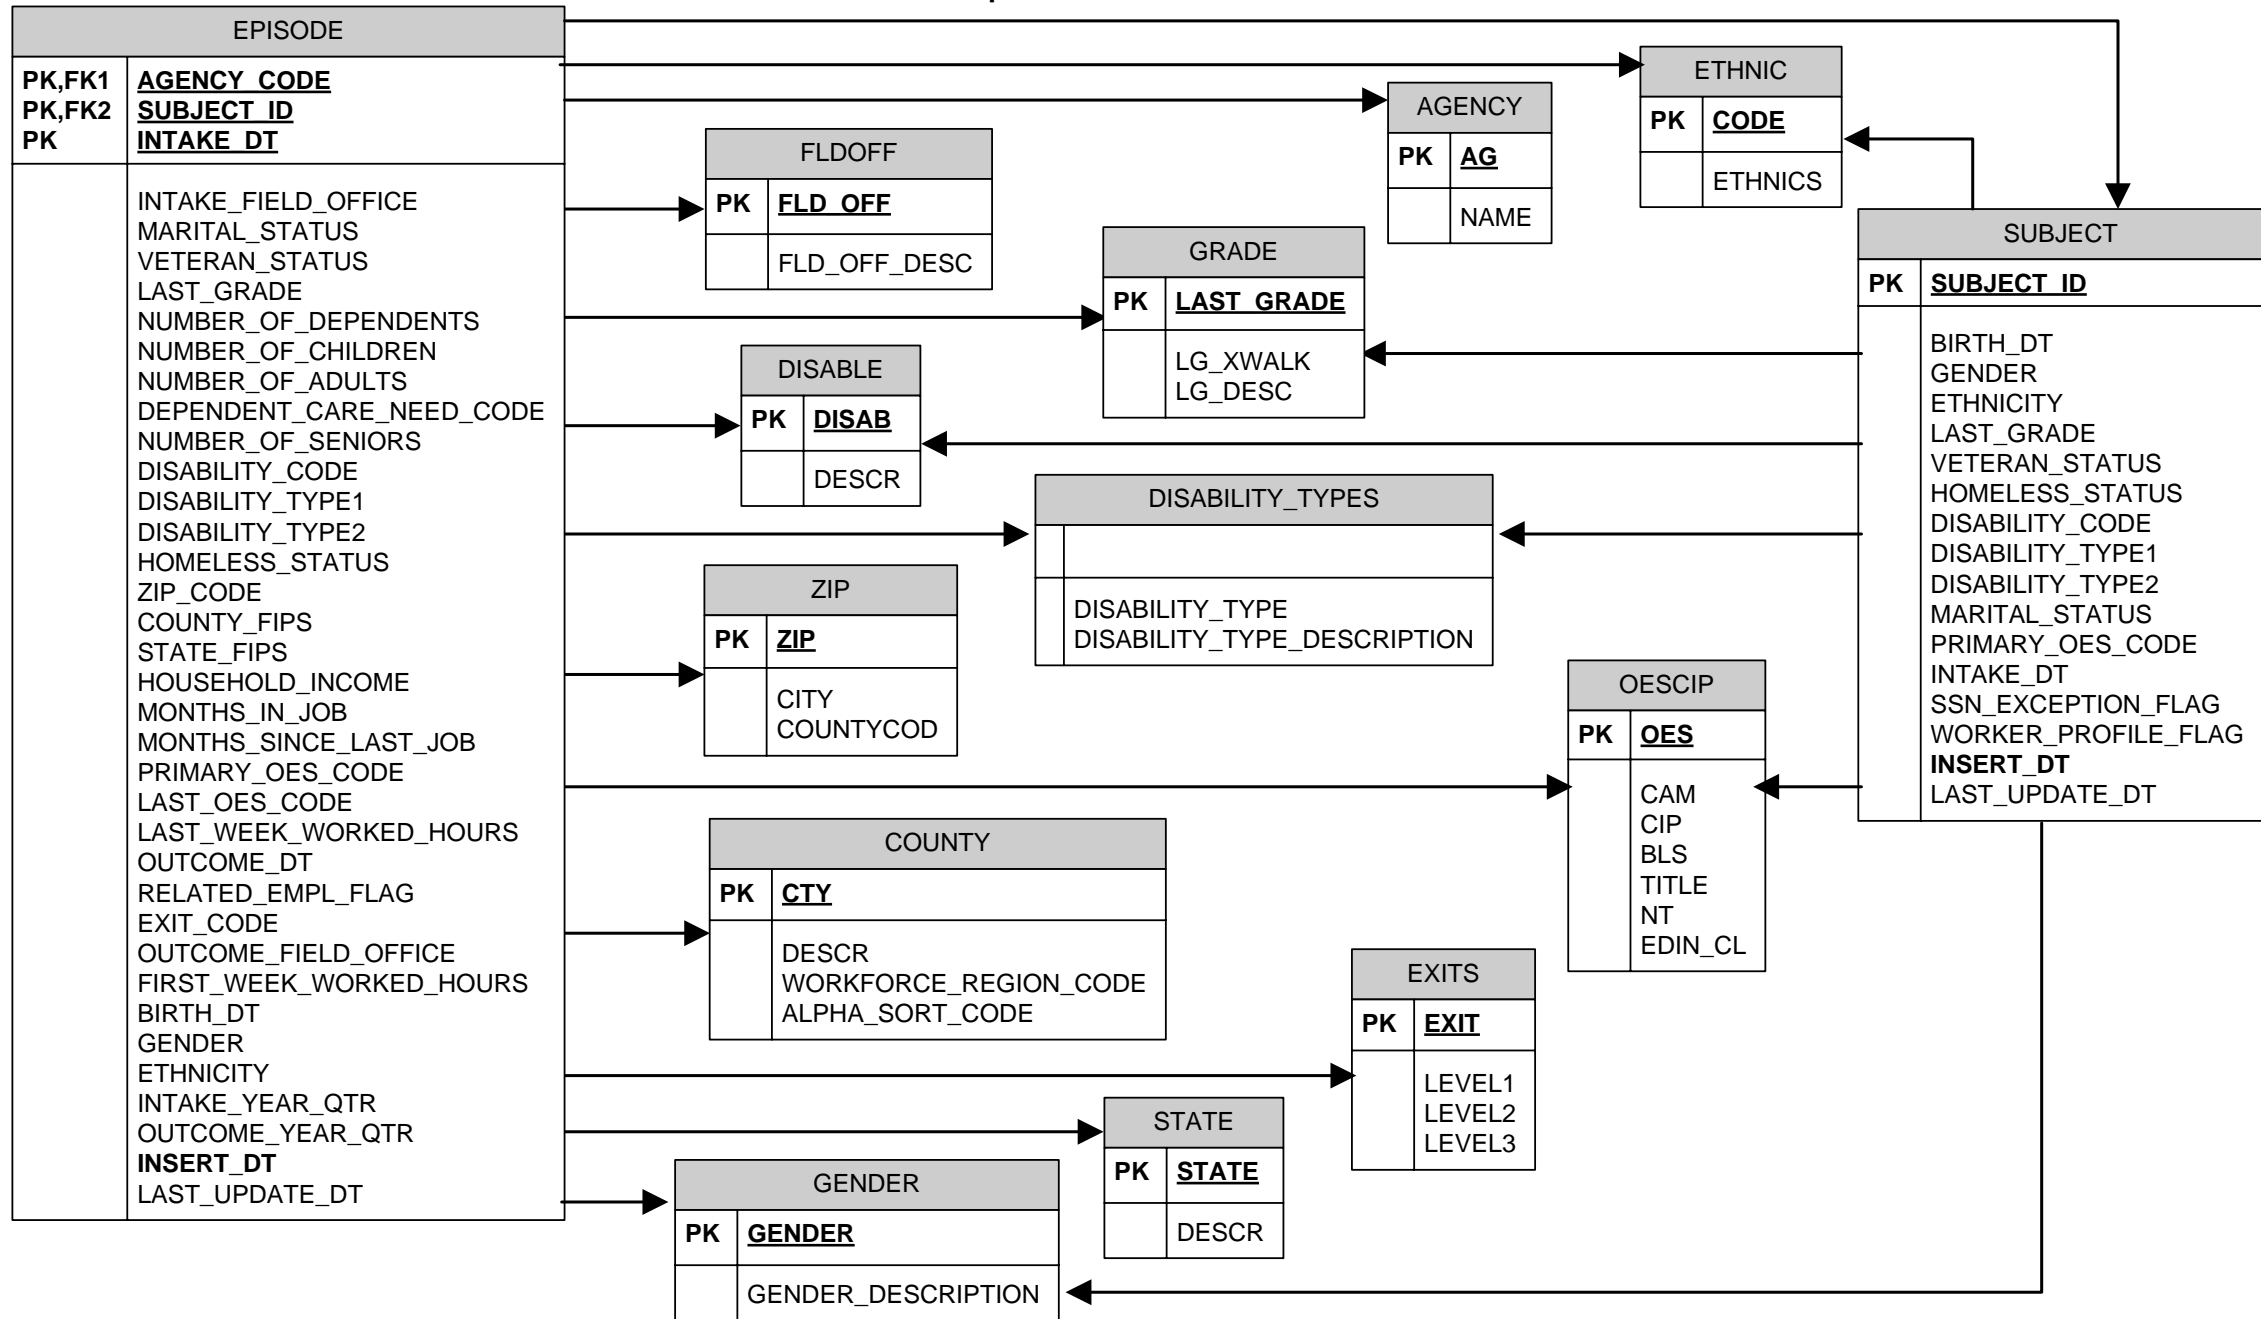 EPISODE
PK,FK1 AGENCY_CODE
PK,FK2 SUBJECT_ID
PK INTAKE_DT
INTAKE_FIELD_OFFICE
MARITAL_STATUS
VETERAN_STATUS
LAST_GRADE
NUMBER_OF_DEPENDENTS
NUMBER_OF_CHILDREN
NUMBER_OF_ADULTS
DEPENDENT_CARE_NEED_CODE
NUMBER_OF_SENIORS
DISABILITY_CODE
DISABILITY_TYPE1
DISABILITY_TYPE2
HOMELESS_STATUS
ZIP_CODE
COUNTY_FIPS
STATE_FIPS
HOUSEHOLD_INCOME
MONTHS_IN_JOB
MONTHS_SINCE_LAST_JOB
PRIMARY_OES_CODE
LAST_OES_CODE
LAST_WEEK_WORKED_HOURS
OUTCOME_DT
RELATED_EMPL_FLAG
EXIT_CODE
OUTCOME_FIELD_OFFICE
FIRST_WEEK_WORKED_HOURS
BIRTH_DT
GENDER
ETHNICITY
INTAKE_YEAR_QTR
OUTCOME_YEAR_QTR
INSERT_DT
LAST_UPDATE_DT
FLDOFF
PK FLD_OFF
FLD_OFF_DESC
DISABLE
PK DISAB
DESCR
ZIP
PK ZIP
CITY
COUNTYCOD
COUNTY
PK CTY
DESCR
WORKFORCE_REGION_CODE
ALPHA_SORT_CODE
GENDER
PK GENDER
GENDER_DESCRIPTION
GRADE
PK LAST_GRADE
LG_XWALK
LG_DESC
DISABILITY_TYPES
DISABILITY_TYPE
DISABILITY_TYPE_DESCRIPTION
STATE
PK STATE
DESCR
AGENCY
PK AG
NAME
EXITS
PK EXIT
LEVEL1
LEVEL2
LEVEL3
ETHNIC
PK CODE
ETHNICS
OESCIP
PK OES
CAM
CIP
BLS
TITLE
NT
EDIN_CL
SUBJECT
PK SUBJECT_ID
BIRTH_DT
GENDER
ETHNICITY
LAST_GRADE
VETERAN_STATUS
HOMELESS_STATUS
DISABILITY_CODE
DISABILITY_TYPE1
DISABILITY_TYPE2
MARITAL_STATUS
PRIMARY_OES_CODE
INTAKE_DT
SSN_EXCEPTION_FLAG
WORKER_PROFILE_FLAG
INSERT_DT
LAST_UPDATE_DT